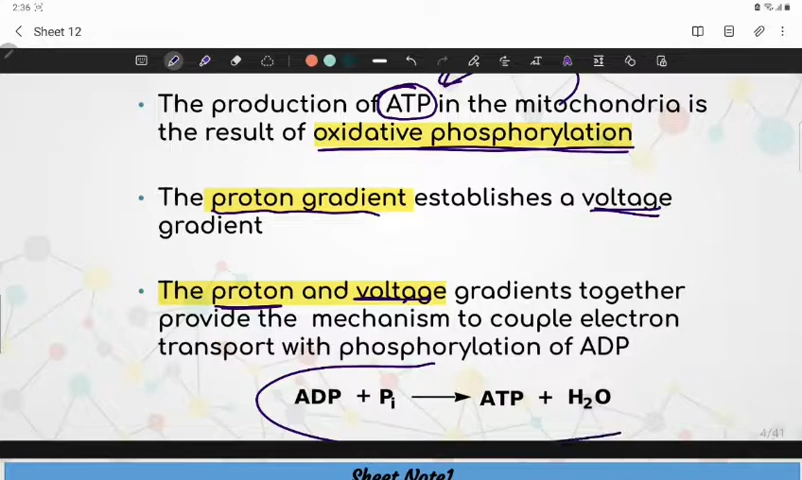 2:36
Sheet 12
• The production of ATP in the mitochondria is
the result of oxidative phosphorylation
• The proton gradient establishes a voltage
gradient
• The proton and voltage gradients together
provide the mechanism to couple electron
transport with phosphorylation of ADP
ADP + Pi → ATP + H₂O
4/41
Sheet Note1